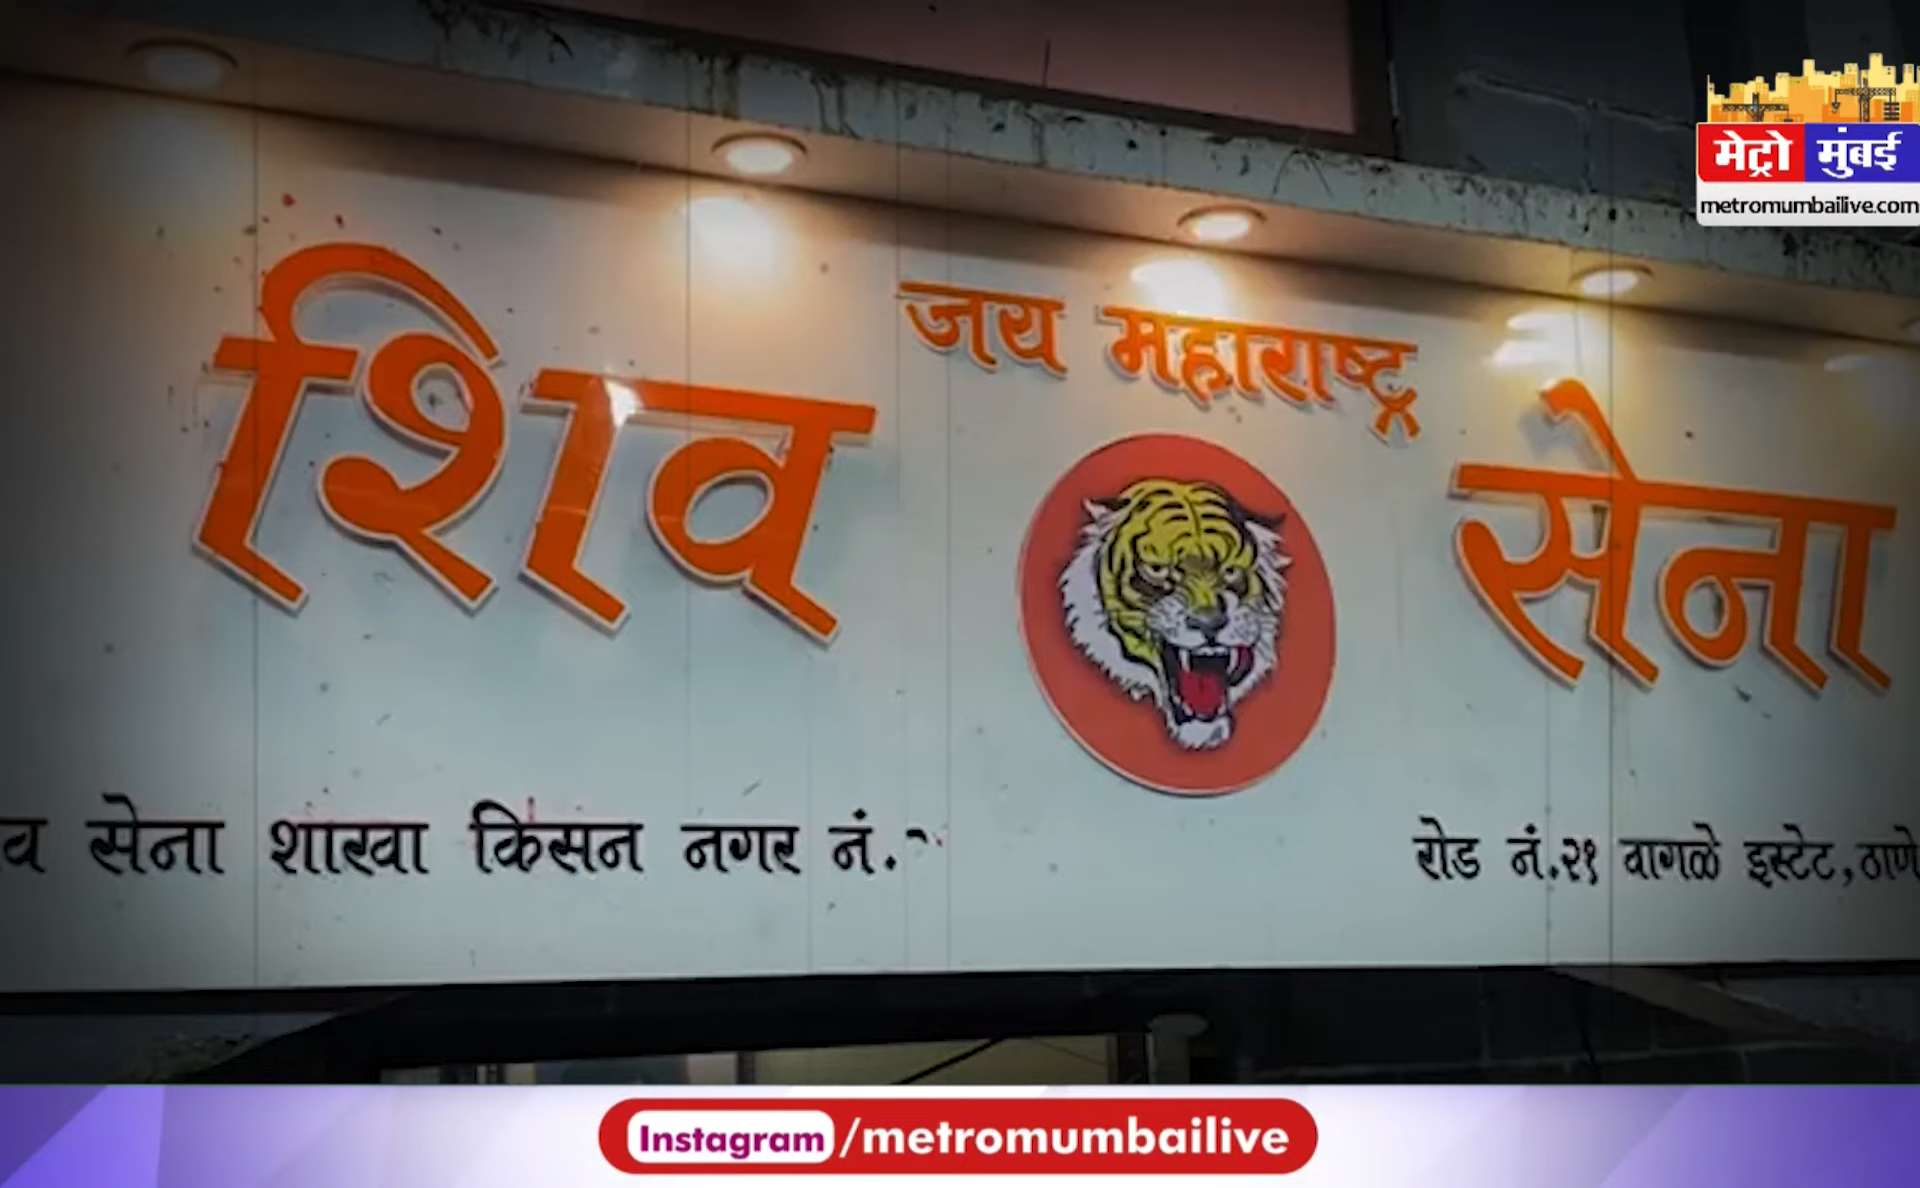 मेट्रो मुंबई
metromumbailive.com
जय महाराष्ट्र
शिव सेना
सेना शाखा किसन नगर नं.
रोड नं.२१ वागळे इस्टेट, ठाणे
Instagram /metromumbailive